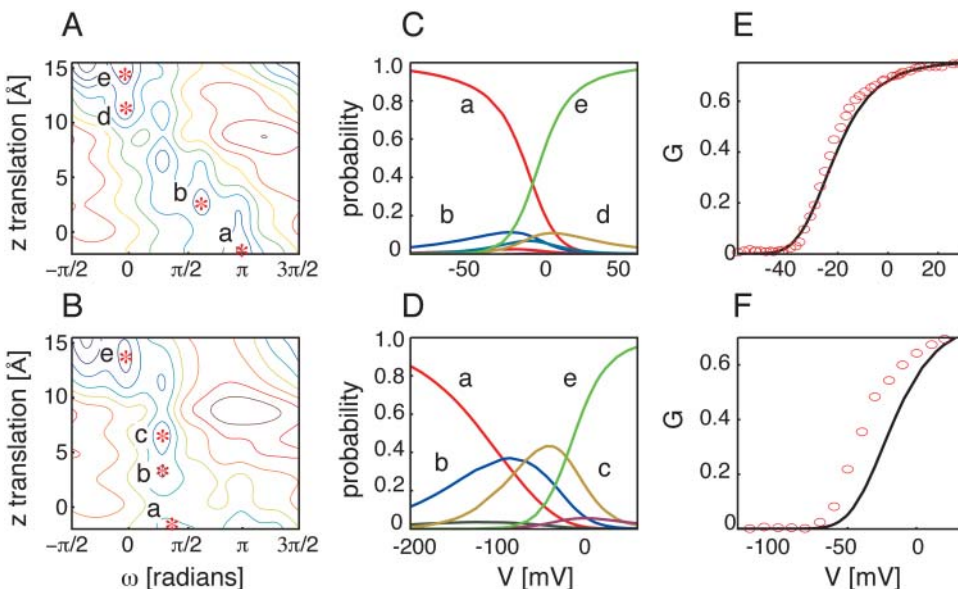 A
z translation [Å]
15
10
5
0
e
d
b
a
−π/2 0 π/2 π 3π/2
C
probability
1.0
0.8
0.6
0.4
0.2
0
a
e
b
d
-50 0 50
E
G
0.6
0.4
0.2
0
-40 -20 0 20
B
z translation [Å]
15
10
5
0
e
c
b
a
−π/2 0 π/2 π 3π/2
ω [radians]
D
probability
1.0
0.8
0.6
0.4
0.2
0
a
e
b
c
-200 -100 0
V [mV]
F
G
0.6
0.4
0.2
0
-100 -50 0
V [mV]